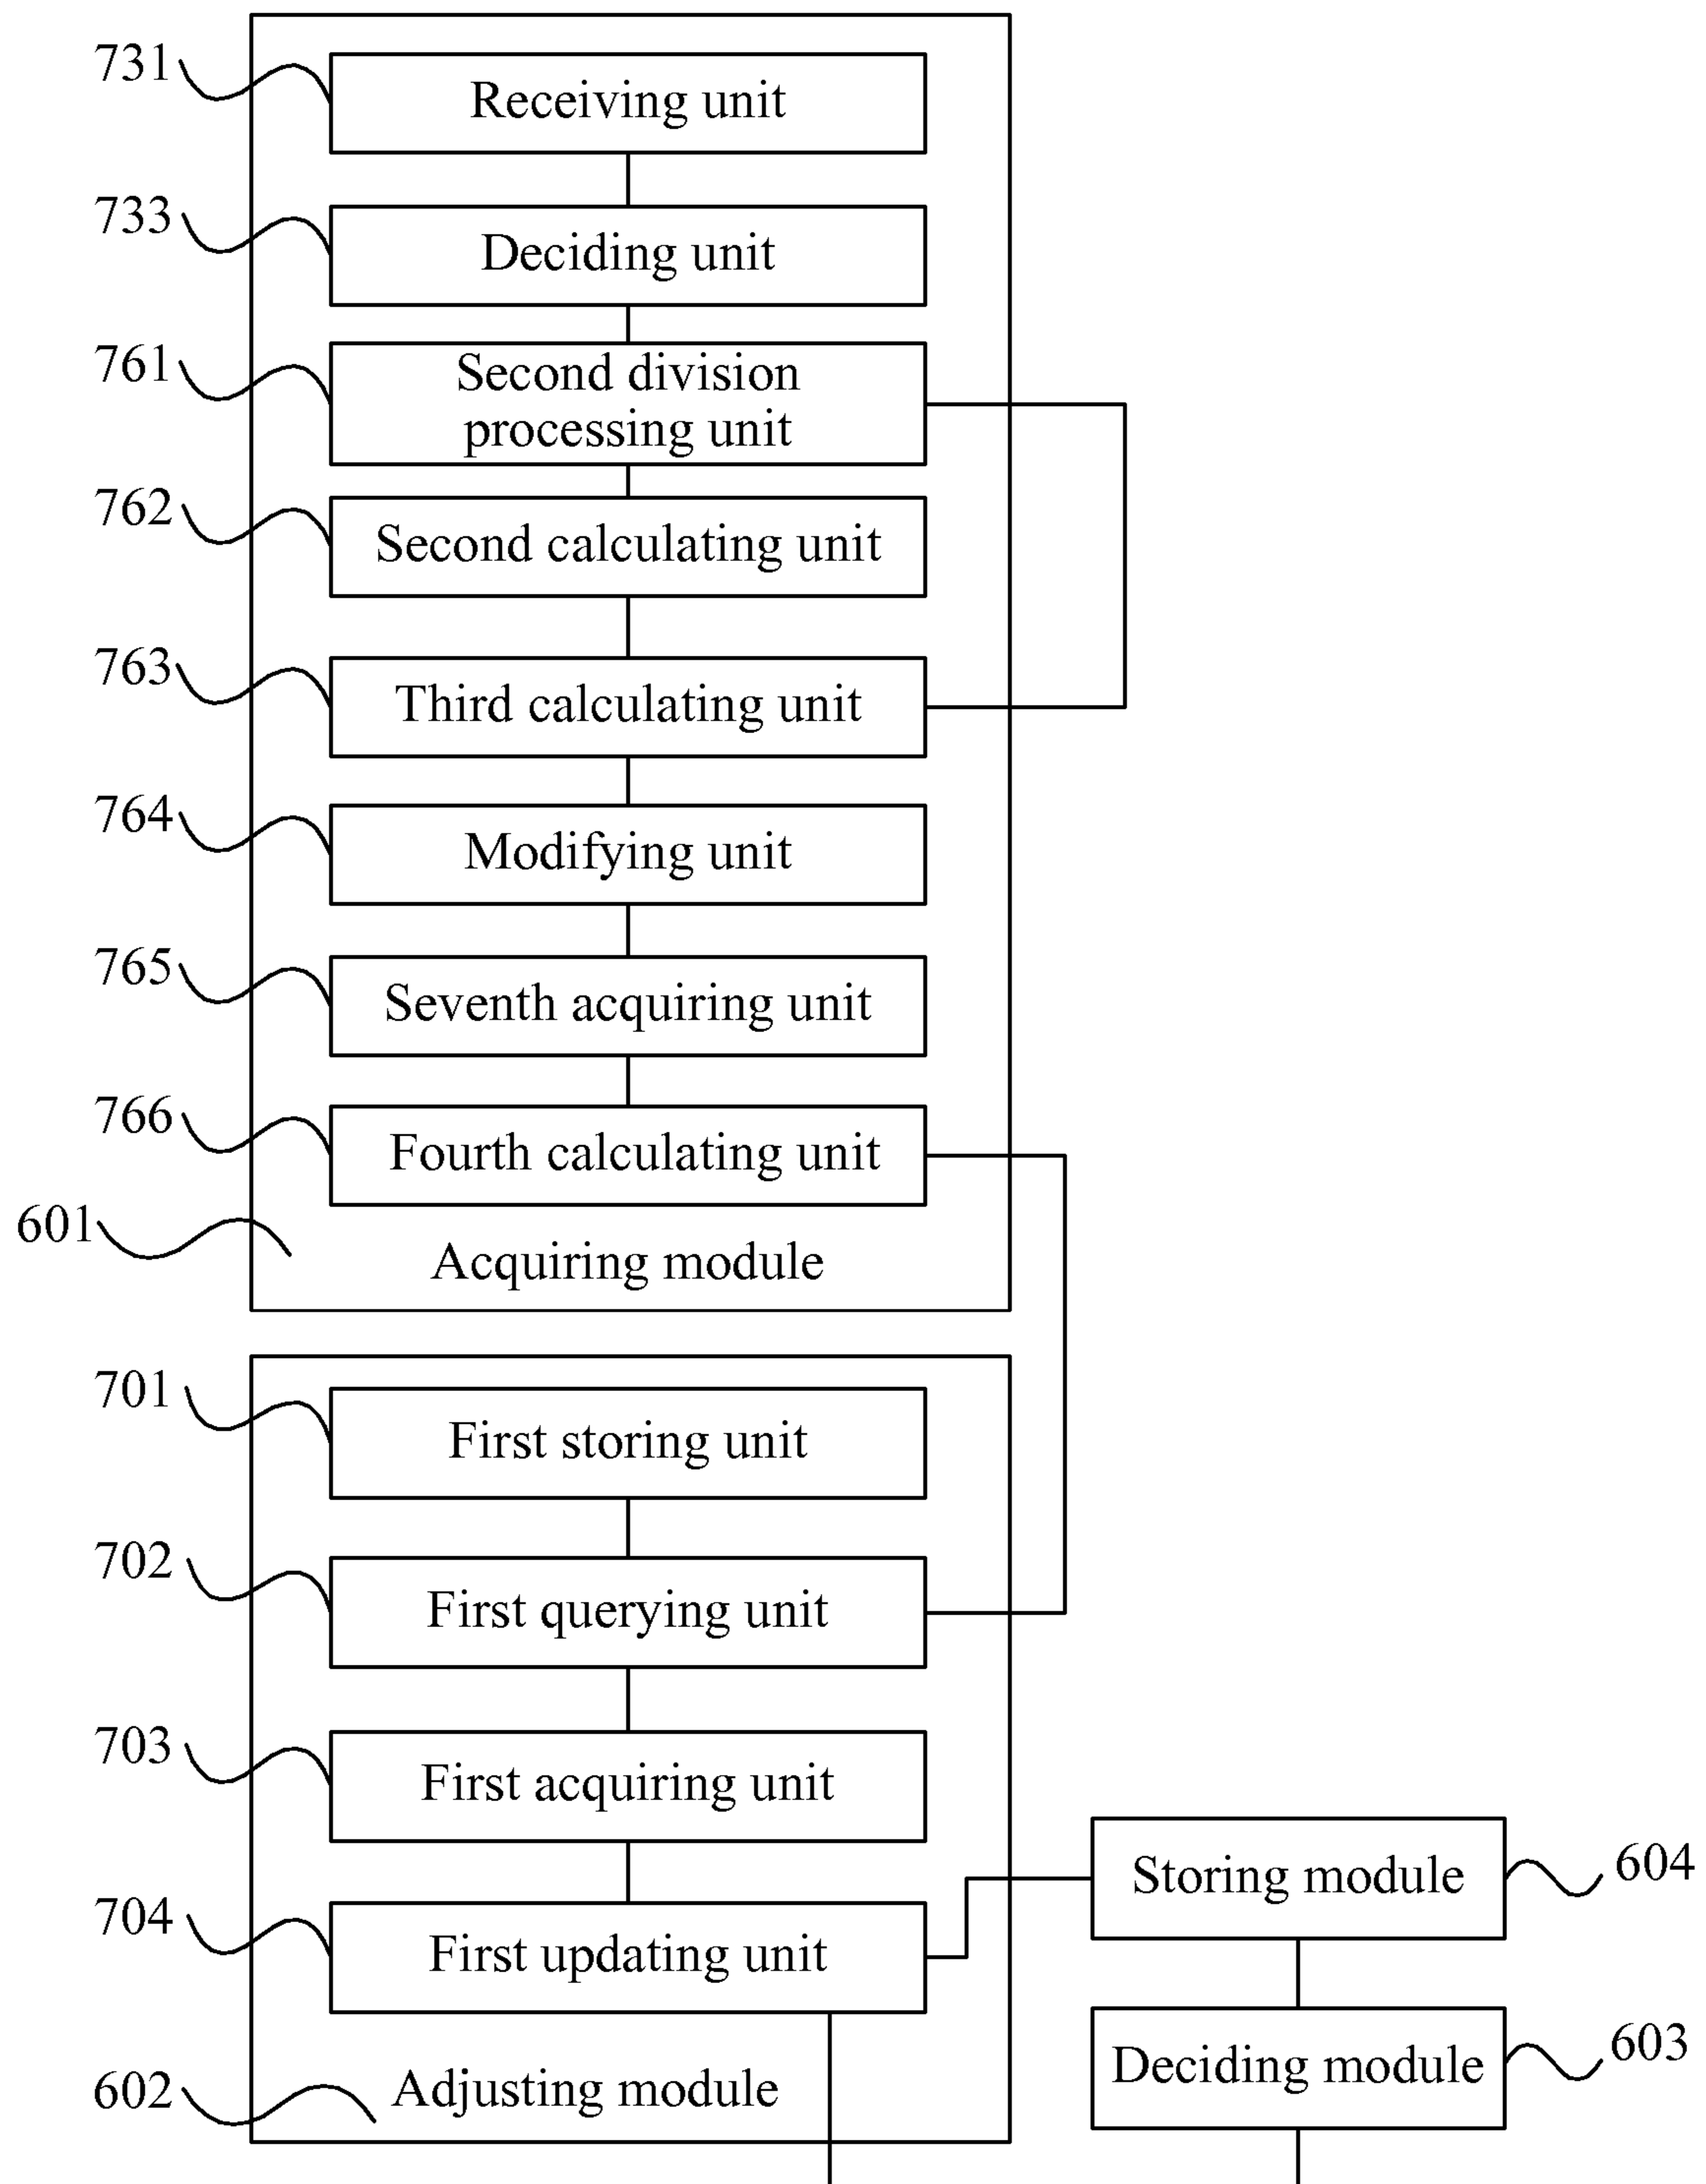 731
Receiving unit
733
Deciding unit
761
Second division
processing unit
762
Second calculating unit
763
Third calculating unit
764
Modifying unit
765
Seventh acquiring unit
766
Fourth calculating unit
601
Acquiring module
701
First storing unit
702
First querying unit
703
First acquiring unit
704
First updating unit
Storing module
604
Deciding module
603
602
Adjusting module